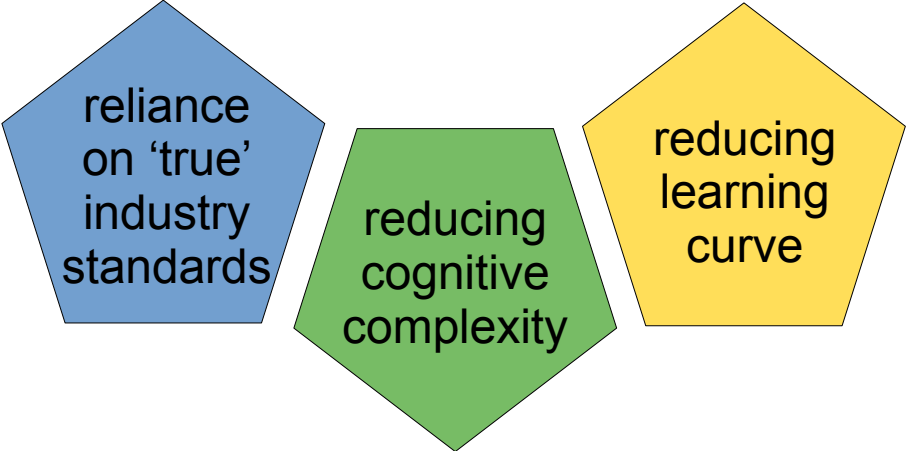 reliance
on ‘true’
industry
standards
reducing
cognitive
complexity
reducing
learning
curve